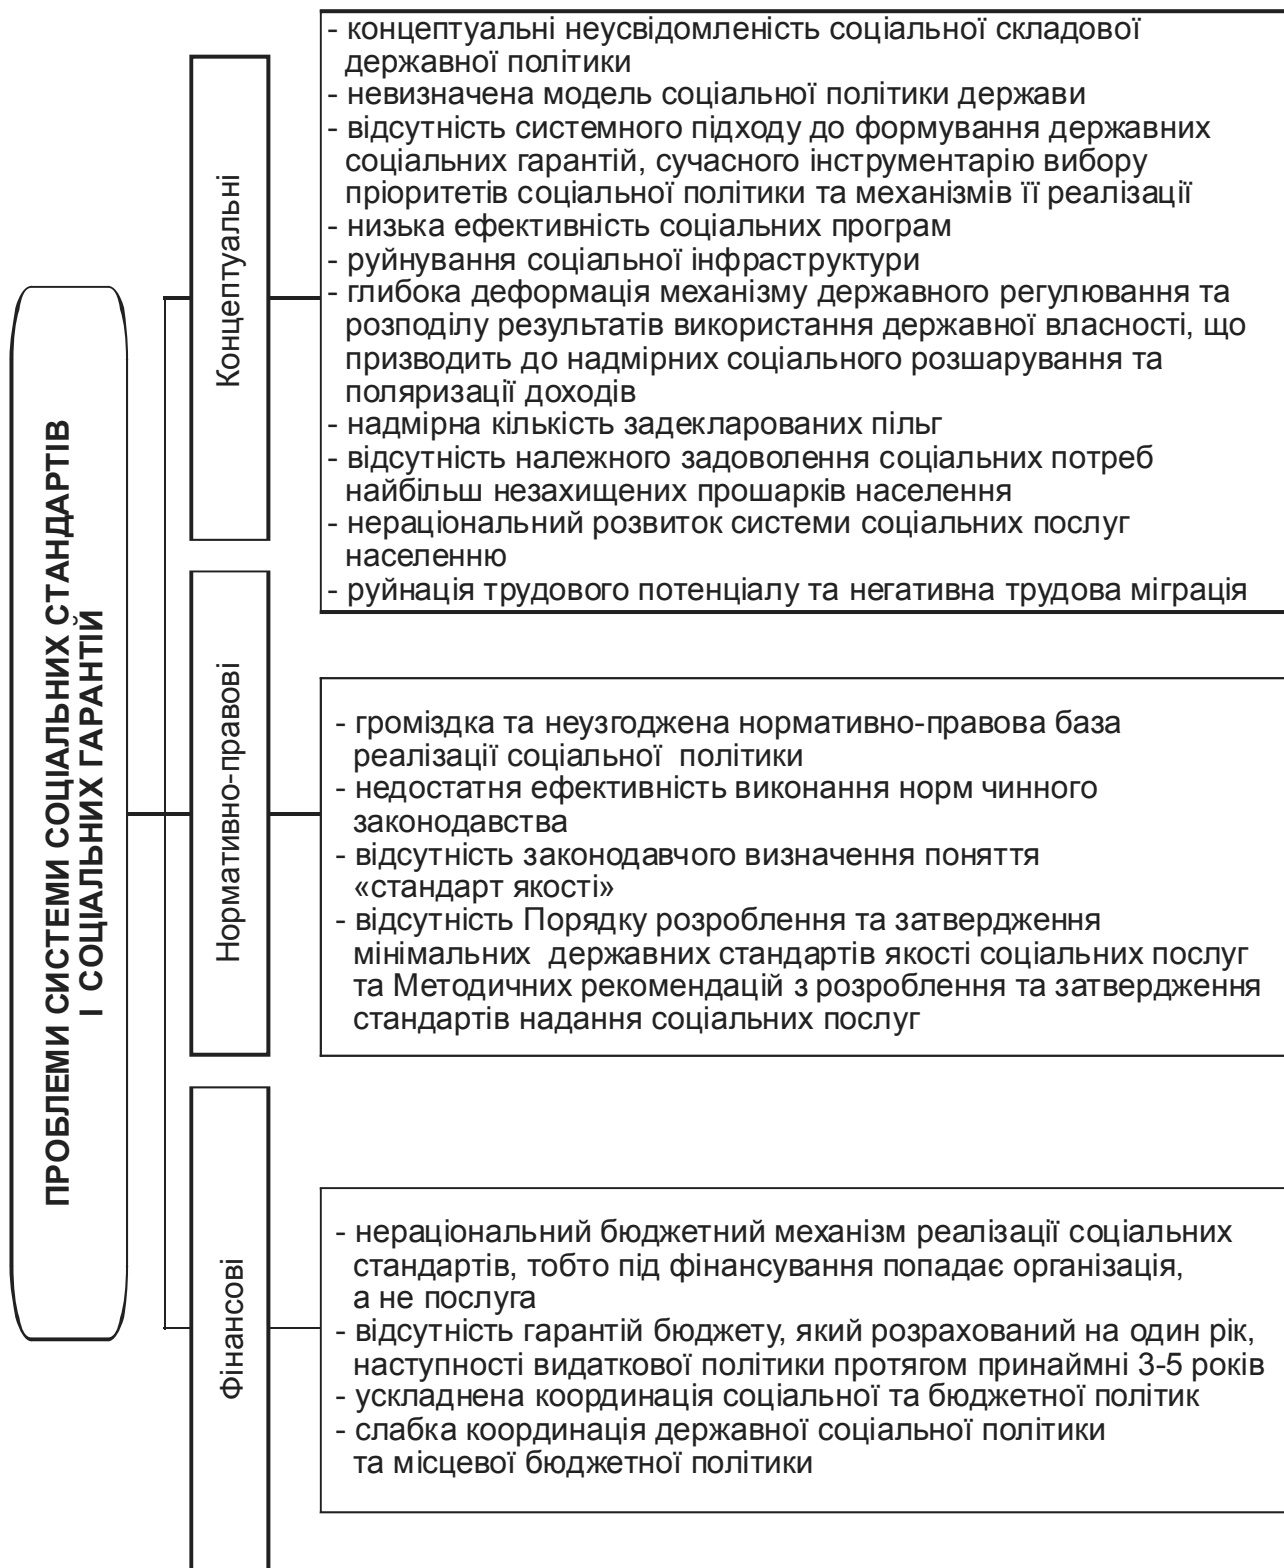 ПРОБЛЕМИ СИСТЕМИ СОЦІАЛЬНИХ СТАНДАРТІВ
І СОЦІАЛЬНИХ ГАРАНТІЙ
Концептуальні
- концептуальні неусвідомленість соціальної складової
державної політики
- невизначена модель соціальної політики держави
- відсутність системного підходу до формування державних
соціальних гарантій, сучасного інструментарію вибору
пріоритетів соціальної політики та механізмів її реалізації
- низька ефективність соціальних програм
- руйнування соціальної інфраструктури
- глибока деформація механізму державного регулювання та
розподілу результатів використання державної власності, що
призводить до надмірних соціального розшарування та
поляризації доходів
- надмірна кількість задекларованих пільг
- відсутність належного задоволення соціальних потреб
найбільш незахищених прошарків населення
- нераціональний розвиток системи соціальних послуг
населенню
- руйнація трудового потенціалу та негативна трудова міграція
Нормативно-правові
- громіздка та неузгоджена нормативно-правова база
реалізації соціальної політики
- недостатня ефективність виконання норм чинного
законодавства
- відсутність законодавчого визначення поняття
«стандарт якості»
- відсутність Порядку розроблення та затвердження
мінімальних державних стандартів якості соціальних послуг
та Методичних рекомендацій з розроблення та затвердження
стандартів надання соціальних послуг
Фінансові
- нераціональний бюджетний механізм реалізації соціальних
стандартів, тобто під фінансування попадає організація,
а не послуга
- відсутність гарантій бюджету, який розрахований на один рік,
наступності видаткової політики протягом принаймні 3-5 років
- ускладнена координація соціальної та бюджетної політик
- слабка координація державної соціальної політики
та місцевої бюджетної політики